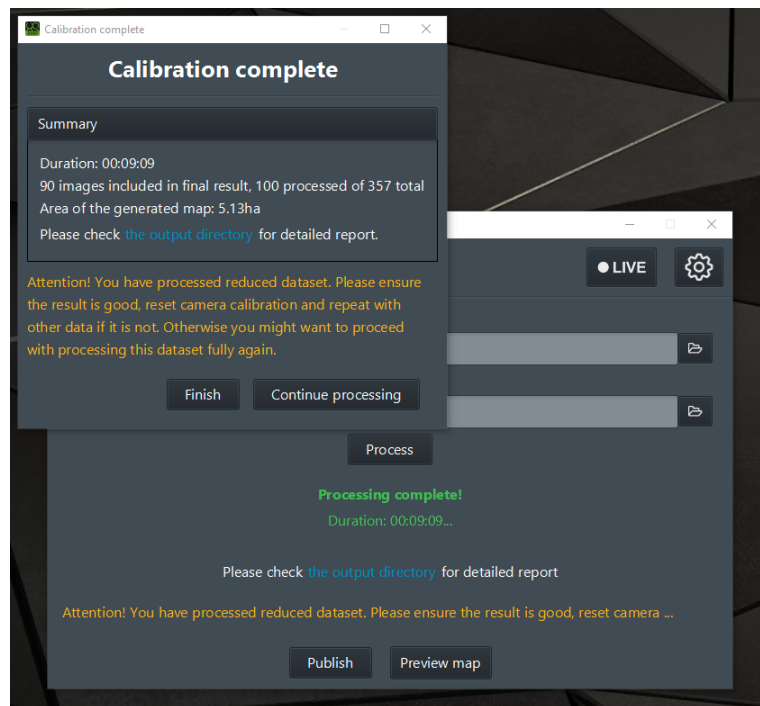 Calibration complete
Calibration complete
Summary
Duration: 00:09:09
90 images included in final result, 100 processed of 357 total
Area of the generated map: 5.13ha
Please check the output directory for detailed report.
Attention! You have processed reduced dataset. Please ensure
the result is good, reset camera calibration and repeat with
other data if it is not. Otherwise you might want to proceed
with processing this dataset fully again.
Finish
Continue processing
LIVE
Process
Processing complete!
Duration: 00:09:09...
Please check the output directory for detailed report
Attention! You have processed reduced dataset. Please ensure the result is good, reset camera ...
Publish
Preview map